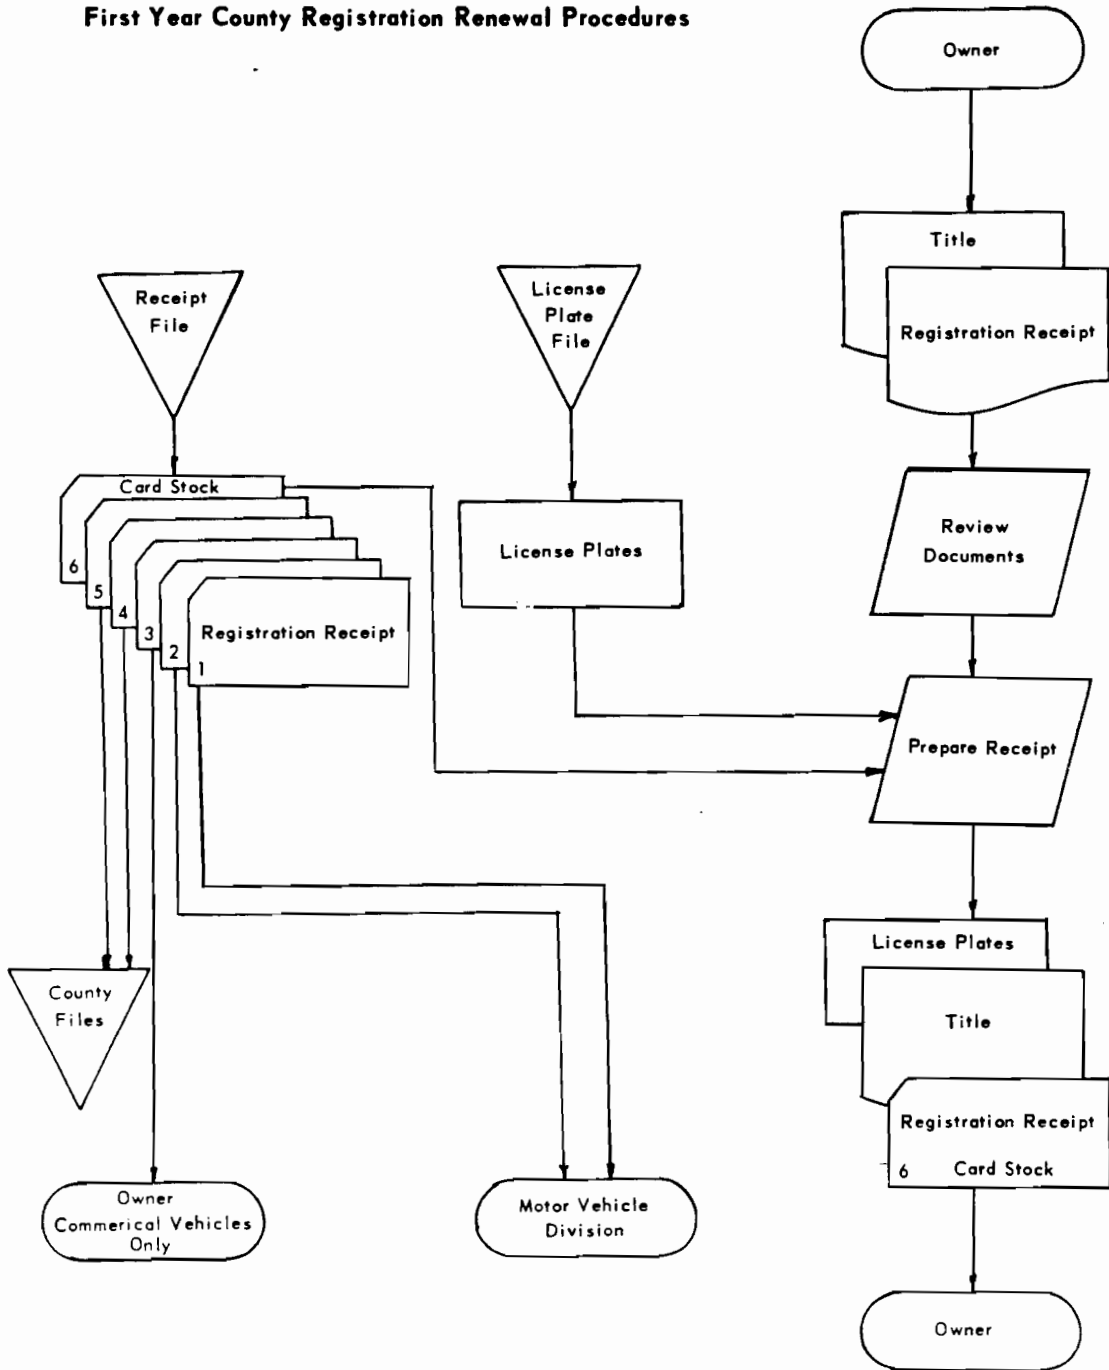 First Year County Registration Renewal Procedures
Owner
Title
Registration Receipt
Receipt
File
License
Plate
File
Card Stock
6
5
4
3
2
1
Registration Receipt
License Plates
Review
Documents
Prepare Receipt
County
Files
License Plates
Title
Registration Receipt
6 Card Stock
Owner
Commerical Vehicles
Only
Motor Vehicle
Division
Owner